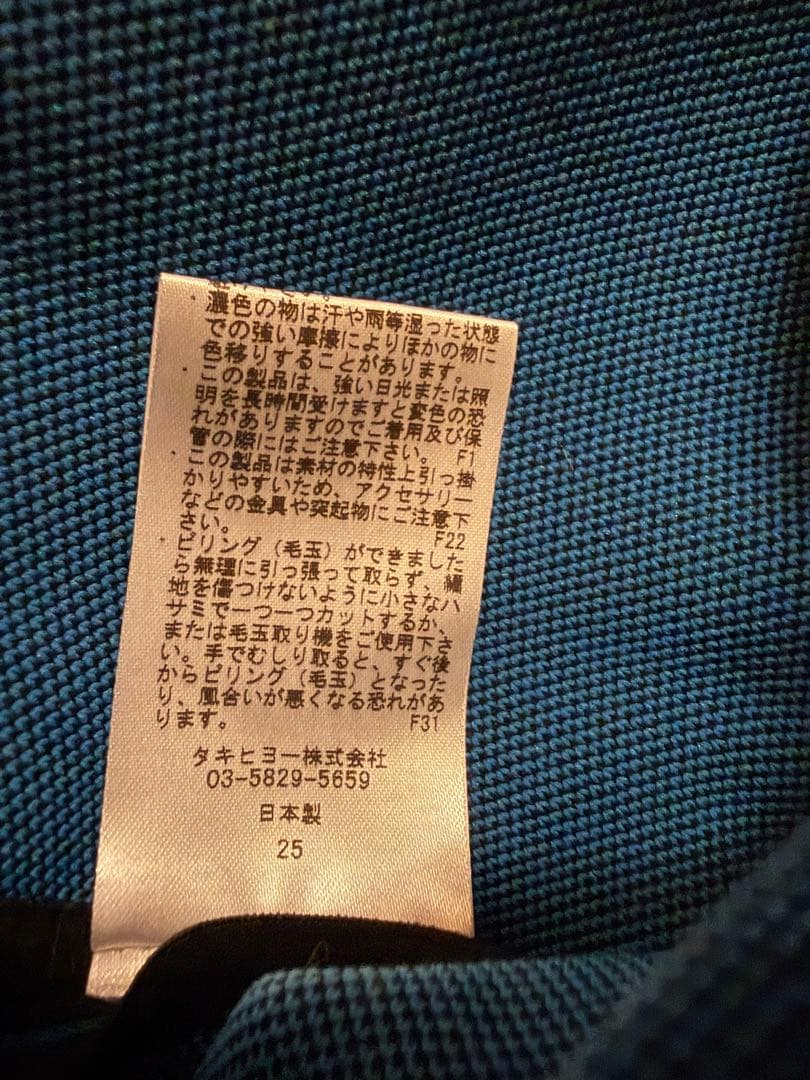 ・濃色の物は汗や雨等湿った状態
での強い摩擦によりほかの物に
色移りすることがあります。
・この製品は、強い日光または照
明を長時間受けますと変色の恐
れがありますのでご着用及び保
管の際にはご注意下さい。 F1
・この製品は素材の特性上引っ掛
かりやすいため、アクセサリー
などの金具や突起物にご注意下
さい。 F22
・ピリング（毛玉）ができました
ら無理に引っ張って取らず、編
地を傷つけないように小さなハ
サミで一つ一つカットするか、
または毛玉取り機をご使用下さ
い。手でむしり取ると、すぐ後
からピリング（毛玉）となった
り、風合いが悪くなる恐れがあ
ります。 F31
タキヒヨー株式会社
03-5829-5659
日本製
25